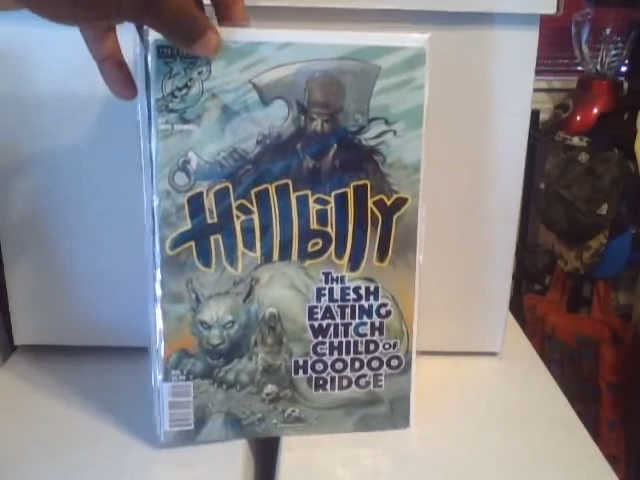 Hillbilly
THE
FLESH
EATING
WITCH
CHILD OF
HOODOO
RIDGE